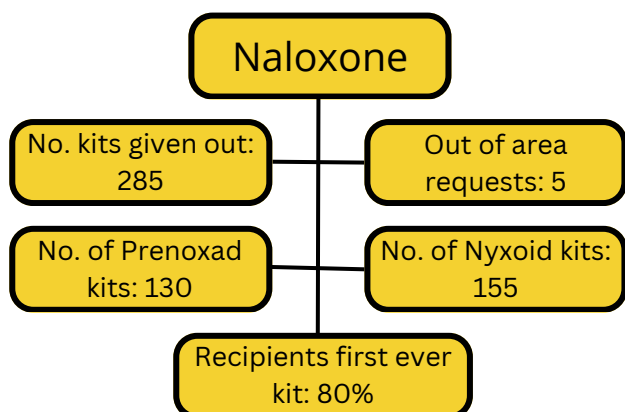 Naloxone
No. kits given out:
285
Out of area
requests: 5
No. of Prenoxad
kits: 130
No. of Nyxoid kits:
155
Recipients first ever
kit: 80%